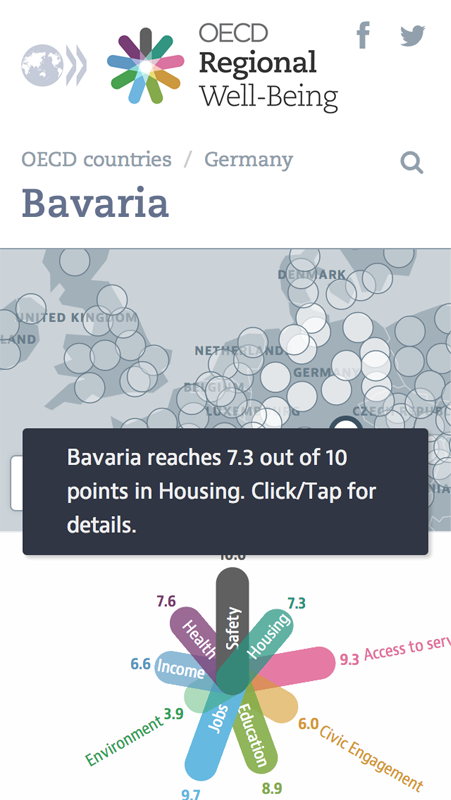 OECD
Regional
Well-Being
OECD countries / Germany
Bavaria
DENMARK
UNITED KINGDOM
LAND
NETHERLANDS
GERMANY
BELGIUM
LUXEMBOURG
CZECH REPUBL
NIA
Bavaria reaches 7.3 out of 10
points in Housing. Click/Tap for
details.
10.0
7.6
7.3
Health
Safety
Housing
6.6 Income
9.3 Access to serv
Environment 3.9
Jobs
Education
6.0 Civic Engagement
9.7
8.9